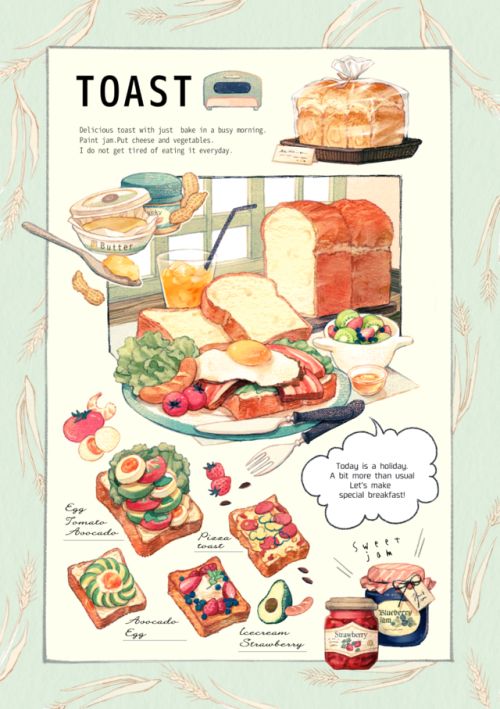 TOAST
Delicious toast with just bake in a busy morning.
Paint jam.Put cheese and vegetables.
I do not get tired of eating it everyday.
Butter
Today is a holiday.
A bit more than usual
Let's make
special breakfast!
Egg
Tomato
Avocado
Pizza
toast
sweet
jam
Avocado
Egg
Icecream
Strawberry
Strawberry
Blueberry
jam